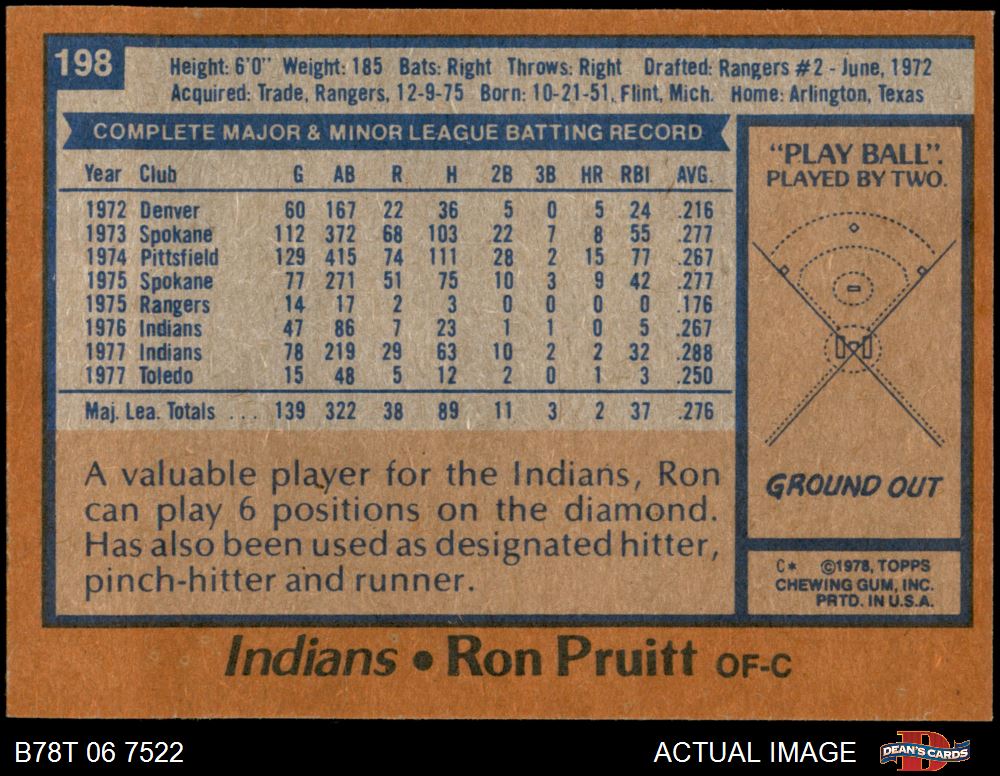 198
Height: 6'0" Weight: 185 Bats: Right Throws: Right Drafted: Rangers #2 - June, 1972
Acquired: Trade, Rangers, 12-9-75 Born: 10-21-51, Flint, Mich. Home: Arlington, Texas
COMPLETE MAJOR & MINOR LEAGUE BATTING RECORD
Year Club G AB R H 2B 3B HR RBI AVG.
1972 Denver 60 167 22 36 5 0 5 24 .216
1973 Spokane 112 372 68 103 22 7 8 55 .277
1974 Pittsfield 129 415 74 111 28 2 15 77 .267
1975 Spokane 77 271 51 75 10 3 9 42 .277
1975 Rangers 14 17 2 3 0 0 0 0 .176
1976 Indians 47 86 7 23 1 1 0 5 .267
1977 Indians 78 219 29 63 10 2 2 32 .288
1977 Toledo 15 48 5 12 2 0 1 3 .250
Maj. Lea. Totals ... 139 322 38 89 11 3 2 37 .276
A valuable player for the Indians, Ron
can play 6 positions on the diamond.
Has also been used as designated hitter,
pinch-hitter and runner.
"PLAY BALL".
PLAYED BY TWO.
GROUND OUT
C* ©1978, TOPPS
CHEWING GUM, INC.
PRTD. IN U.S.A.
Indians • Ron Pruitt OF-C
B78T 06 7522
ACTUAL IMAGE
DEAN'S CARDS